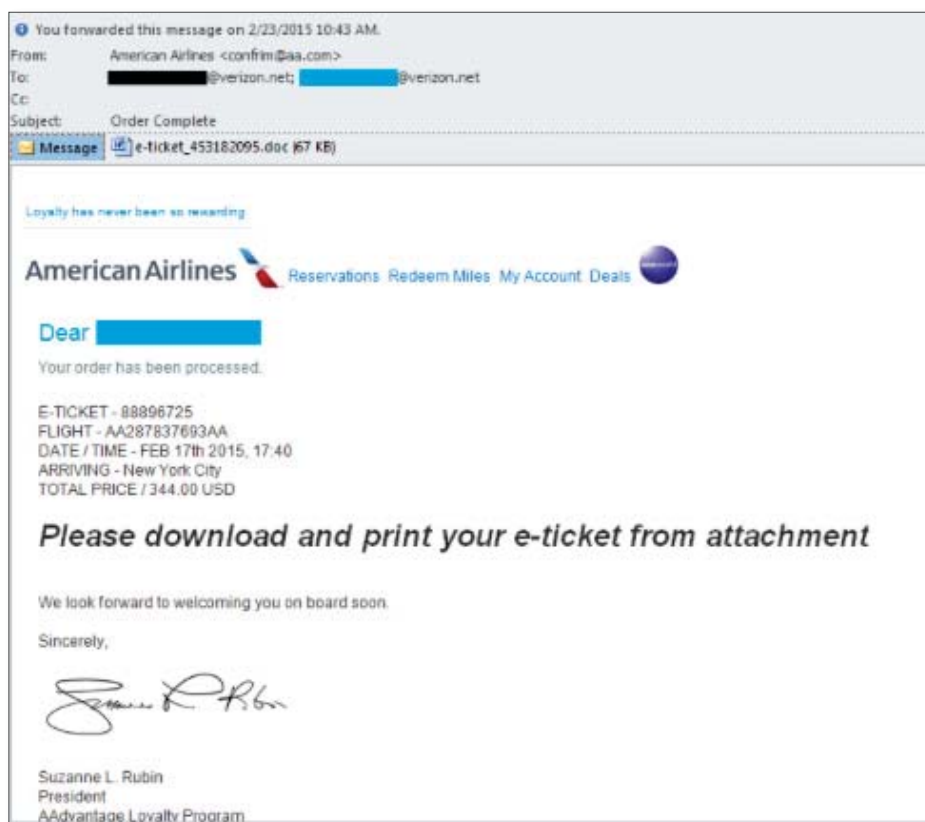 You forwarded this message on 2/23/2015 10:43 AM.
From: American Airlines <confrim@aa.com>
To: @verizon.net; @verizon.net
Cc:
Subject: Order Complete
Message e-ticket_453182095.doc (67 KB)
Loyalty has never been so rewarding
American Airlines Reservations Redeem Miles My Account Deals
Dear
Your order has been processed.
E-TICKET - 88896725
FLIGHT - AA287837693AA
DATE / TIME - FEB 17th 2015, 17:40
ARRIVING - New York City
TOTAL PRICE / 344.00 USD
Please download and print your e-ticket from attachment
We look forward to welcoming you on board soon.
Sincerely,
Suzanne L. Rubin
President
AAdvantage Loyalty Program